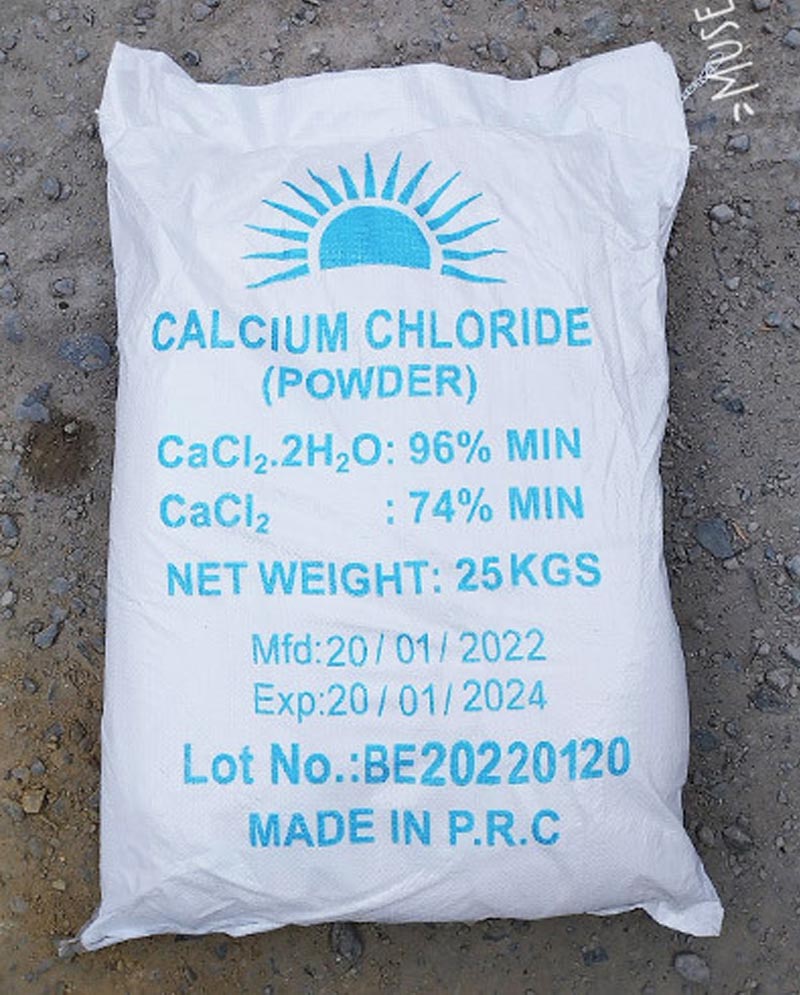 MUSE
CALCIUM CHLORIDE
(POWDER)
CaCl₂.2H₂O: 96% MIN
CaCl₂ : 74% MIN
NET WEIGHT: 25KGS
Mfd:20/01/2022
Exp:20/01/2024
Lot No.:BE20220120
MADE IN P.R.C